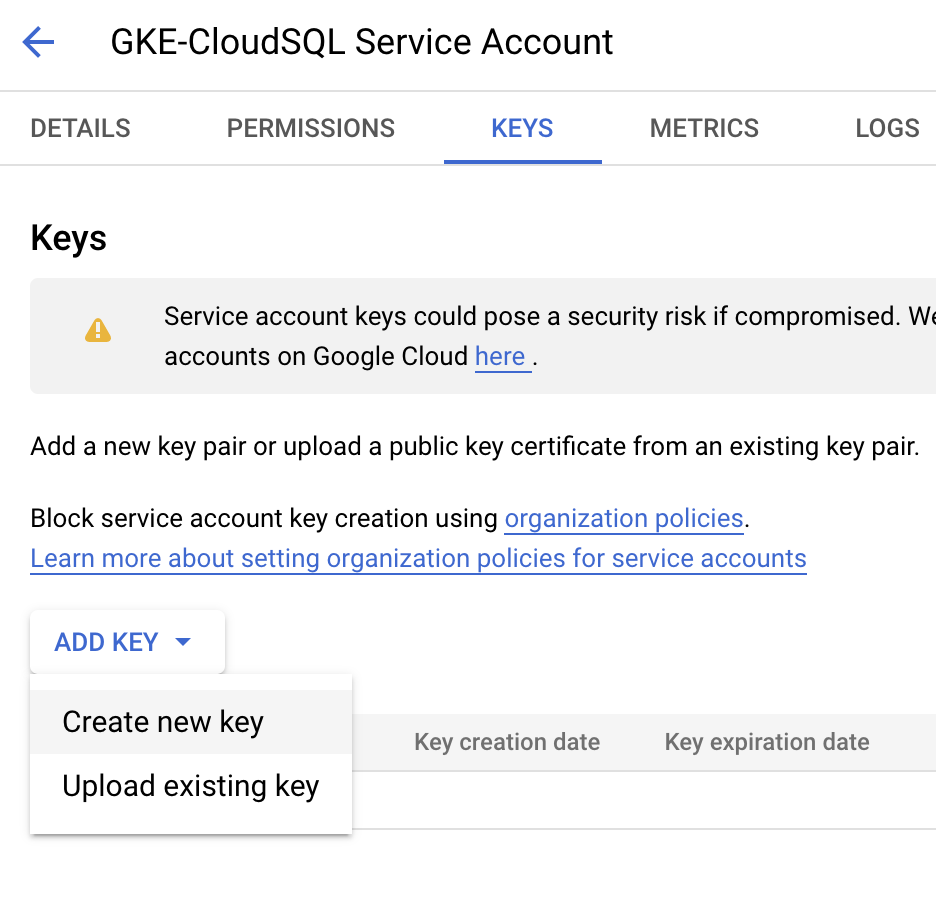 GKE-CloudSQL Service Account
DETAILS PERMISSIONS KEYS METRICS LOGS
Keys
Service account keys could pose a security risk if compromised. We
accounts on Google Cloud here .
Add a new key pair or upload a public key certificate from an existing key pair.
Block service account key creation using organization policies.
Learn more about setting organization policies for service accounts
ADD KEY
Create new key
Key creation date Key expiration date
Upload existing key